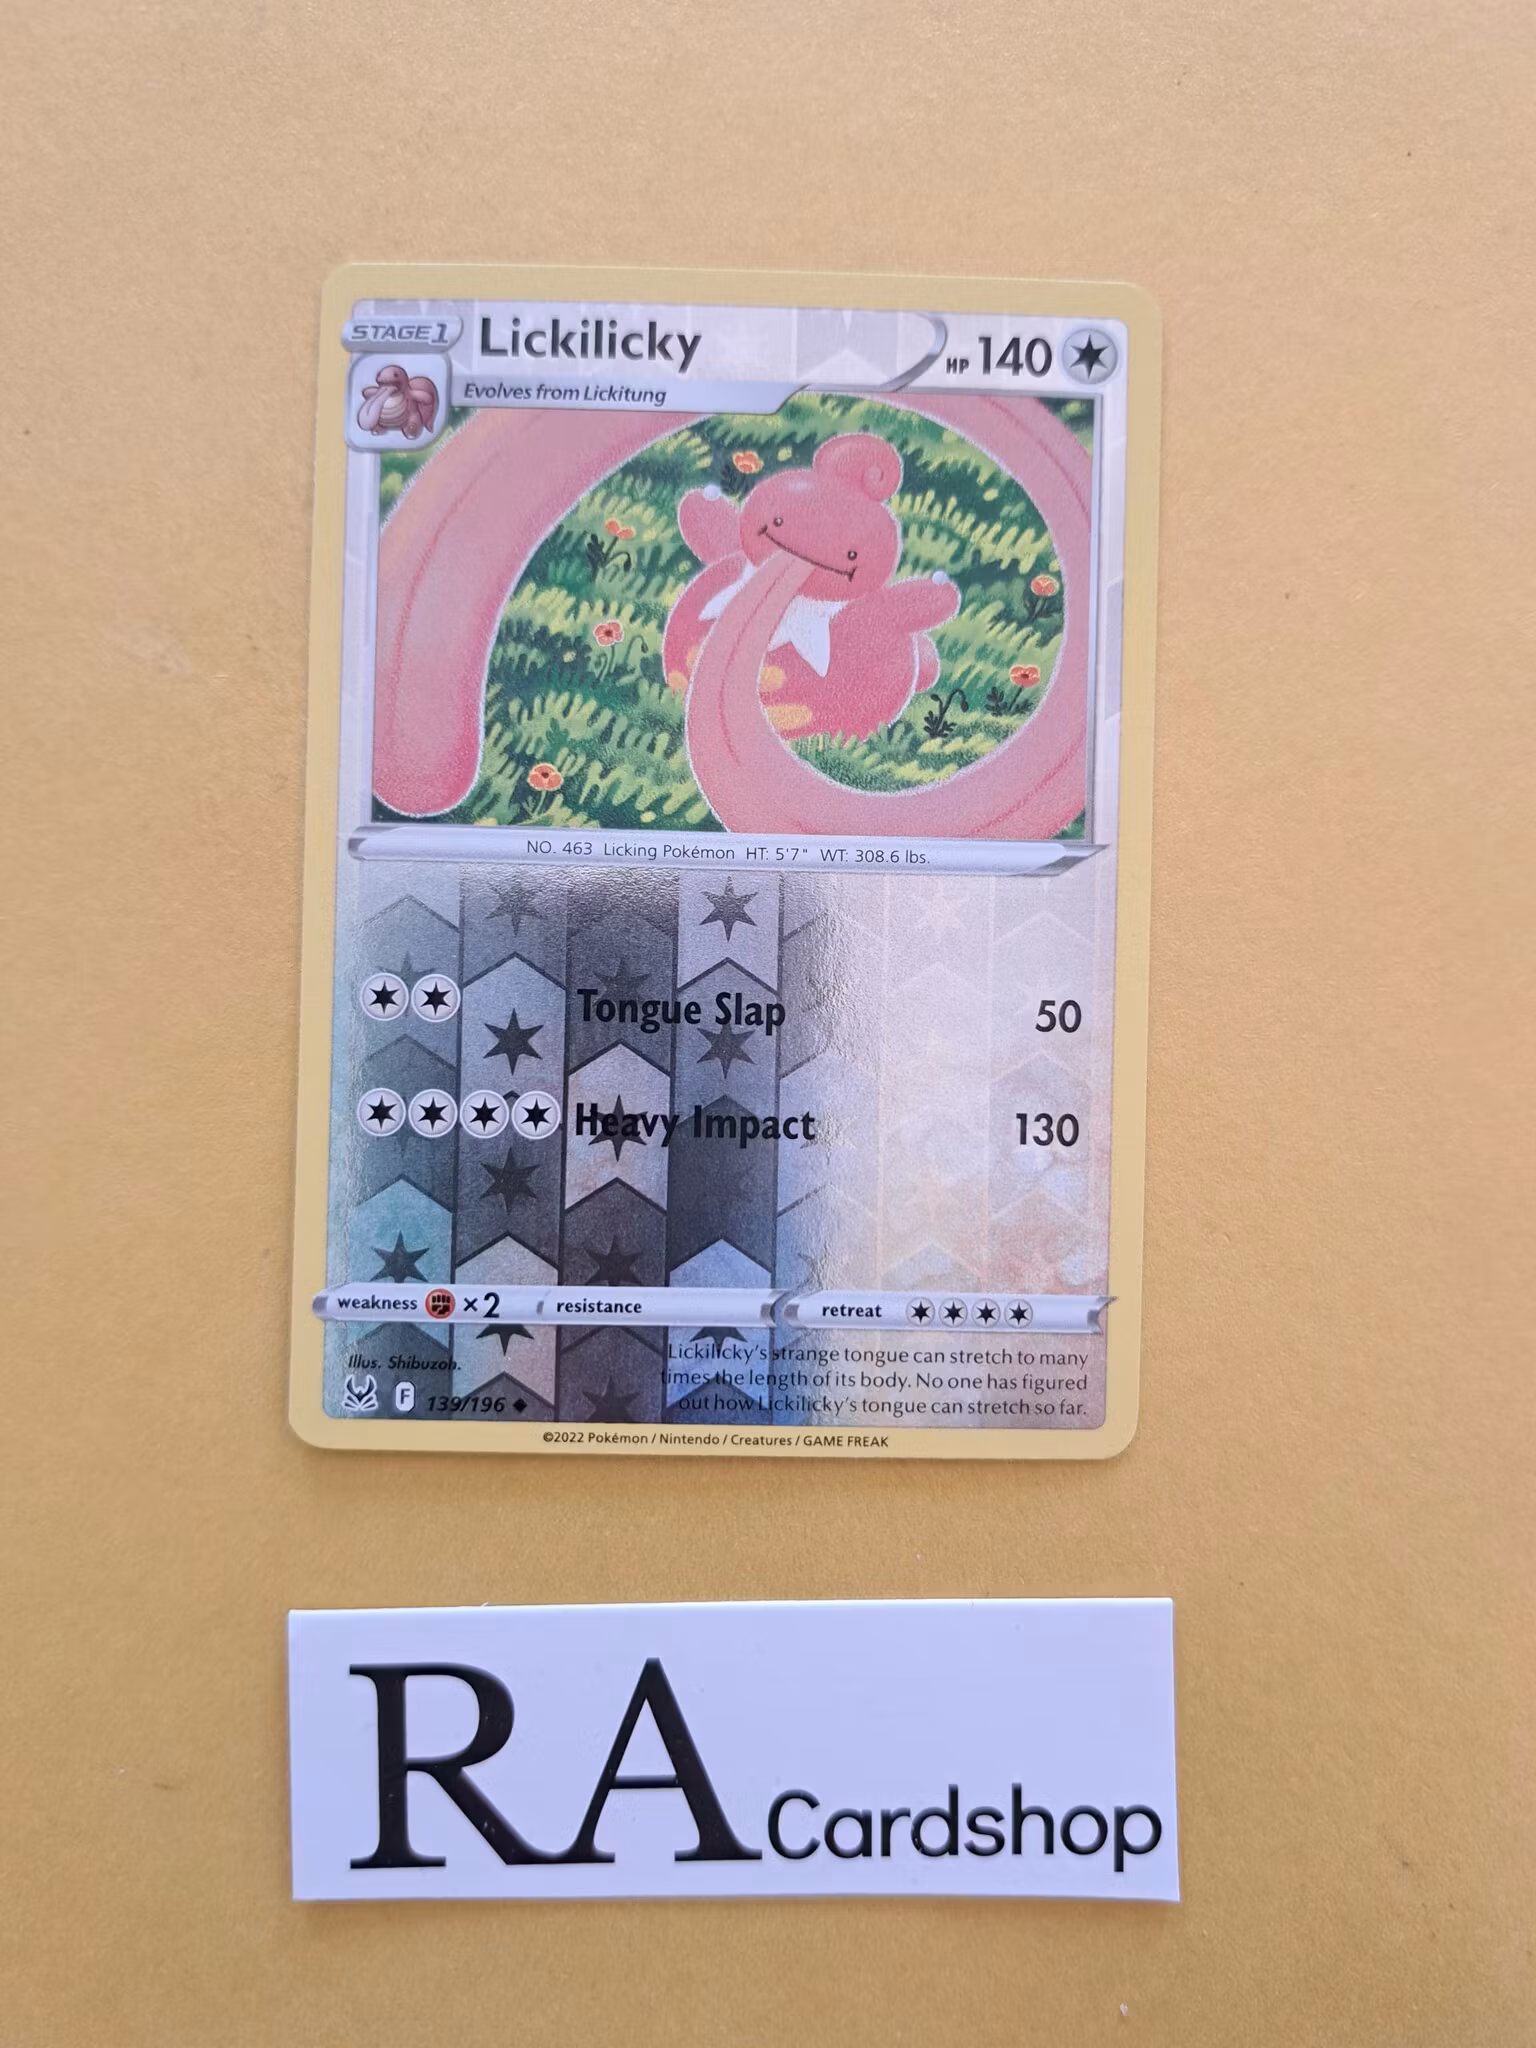 STAGE 1
Lickilicky
HP 140
Evolves from Lickitung
NO. 463 Licking Pokémon HT: 5'7" WT: 308.6 lbs.
Tongue Slap 50
Heavy Impact 130
weakness ×2 resistance retreat
Illus. Shibuzoh.
Lickilicky's strange tongue can stretch to many
times the length of its body. No one has figured
out how Lickilicky's tongue can stretch so far.
F 139/196
©2022 Pokémon / Nintendo / Creatures / GAME FREAK
RA Cardshop